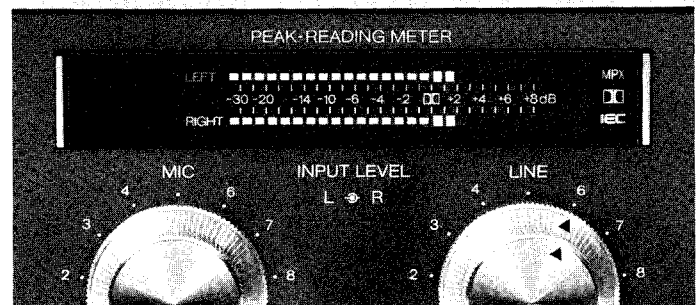 PEAK-READING METER
LEFT MPX
-30 -20 -14 -10 -6 -4 -2 +2 +4 +6 +8dB
RIGHT IEC
MIC INPUT LEVEL LINE
L R
4 6 4 6
3 7 3 7
2 8 2 8